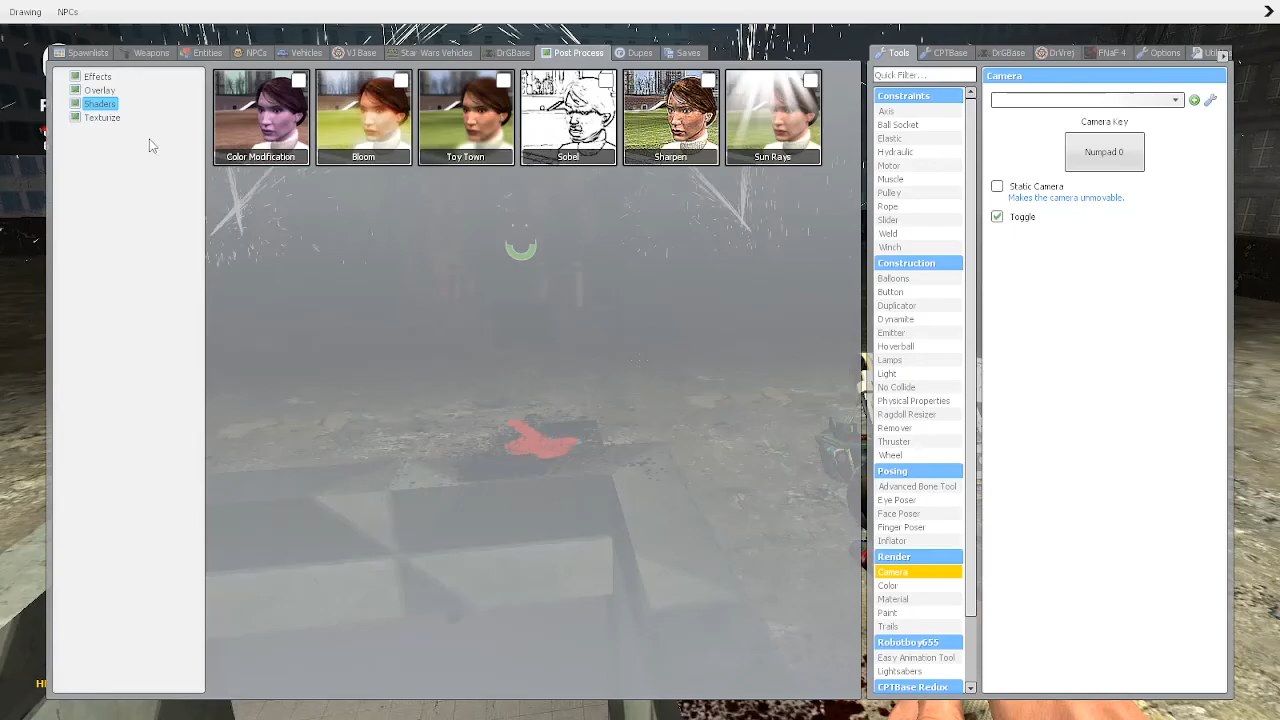 Drawing NPCs
Spawnlists Weapons Entities NPCs Vehicles VJ Base Star Wars Vehicles DrGBase Post Process Dupes Saves
Tools CPTBase DrGBase DrVrej FNaF 4 Options
Effects
Overlay
Shaders
Texturize
Color Modification Bloom Toy Town Sobel Sharpen Sun Rays
Quick Filter...
Constraints
Axis
Ball Socket
Elastic
Hydraulic
Motor
Muscle
Pulley
Rope
Slider
Weld
Winch
Construction
Balloons
Button
Duplicator
Dynamite
Emitter
Hoverball
Lamps
Light
No Collide
Physical Properties
Ragdoll Resizer
Remover
Thruster
Wheel
Posing
Advanced Bone Tool
Eye Poser
Face Poser
Finger Poser
Inflator
Render
Camera
Color
Material
Paint
Trails
Robotboy655
Easy Animation Tool
Lightsabers
CPTBase Redux
Camera
Camera Key
Numpad 0
Static Camera
Makes the camera unmovable.
Toggle